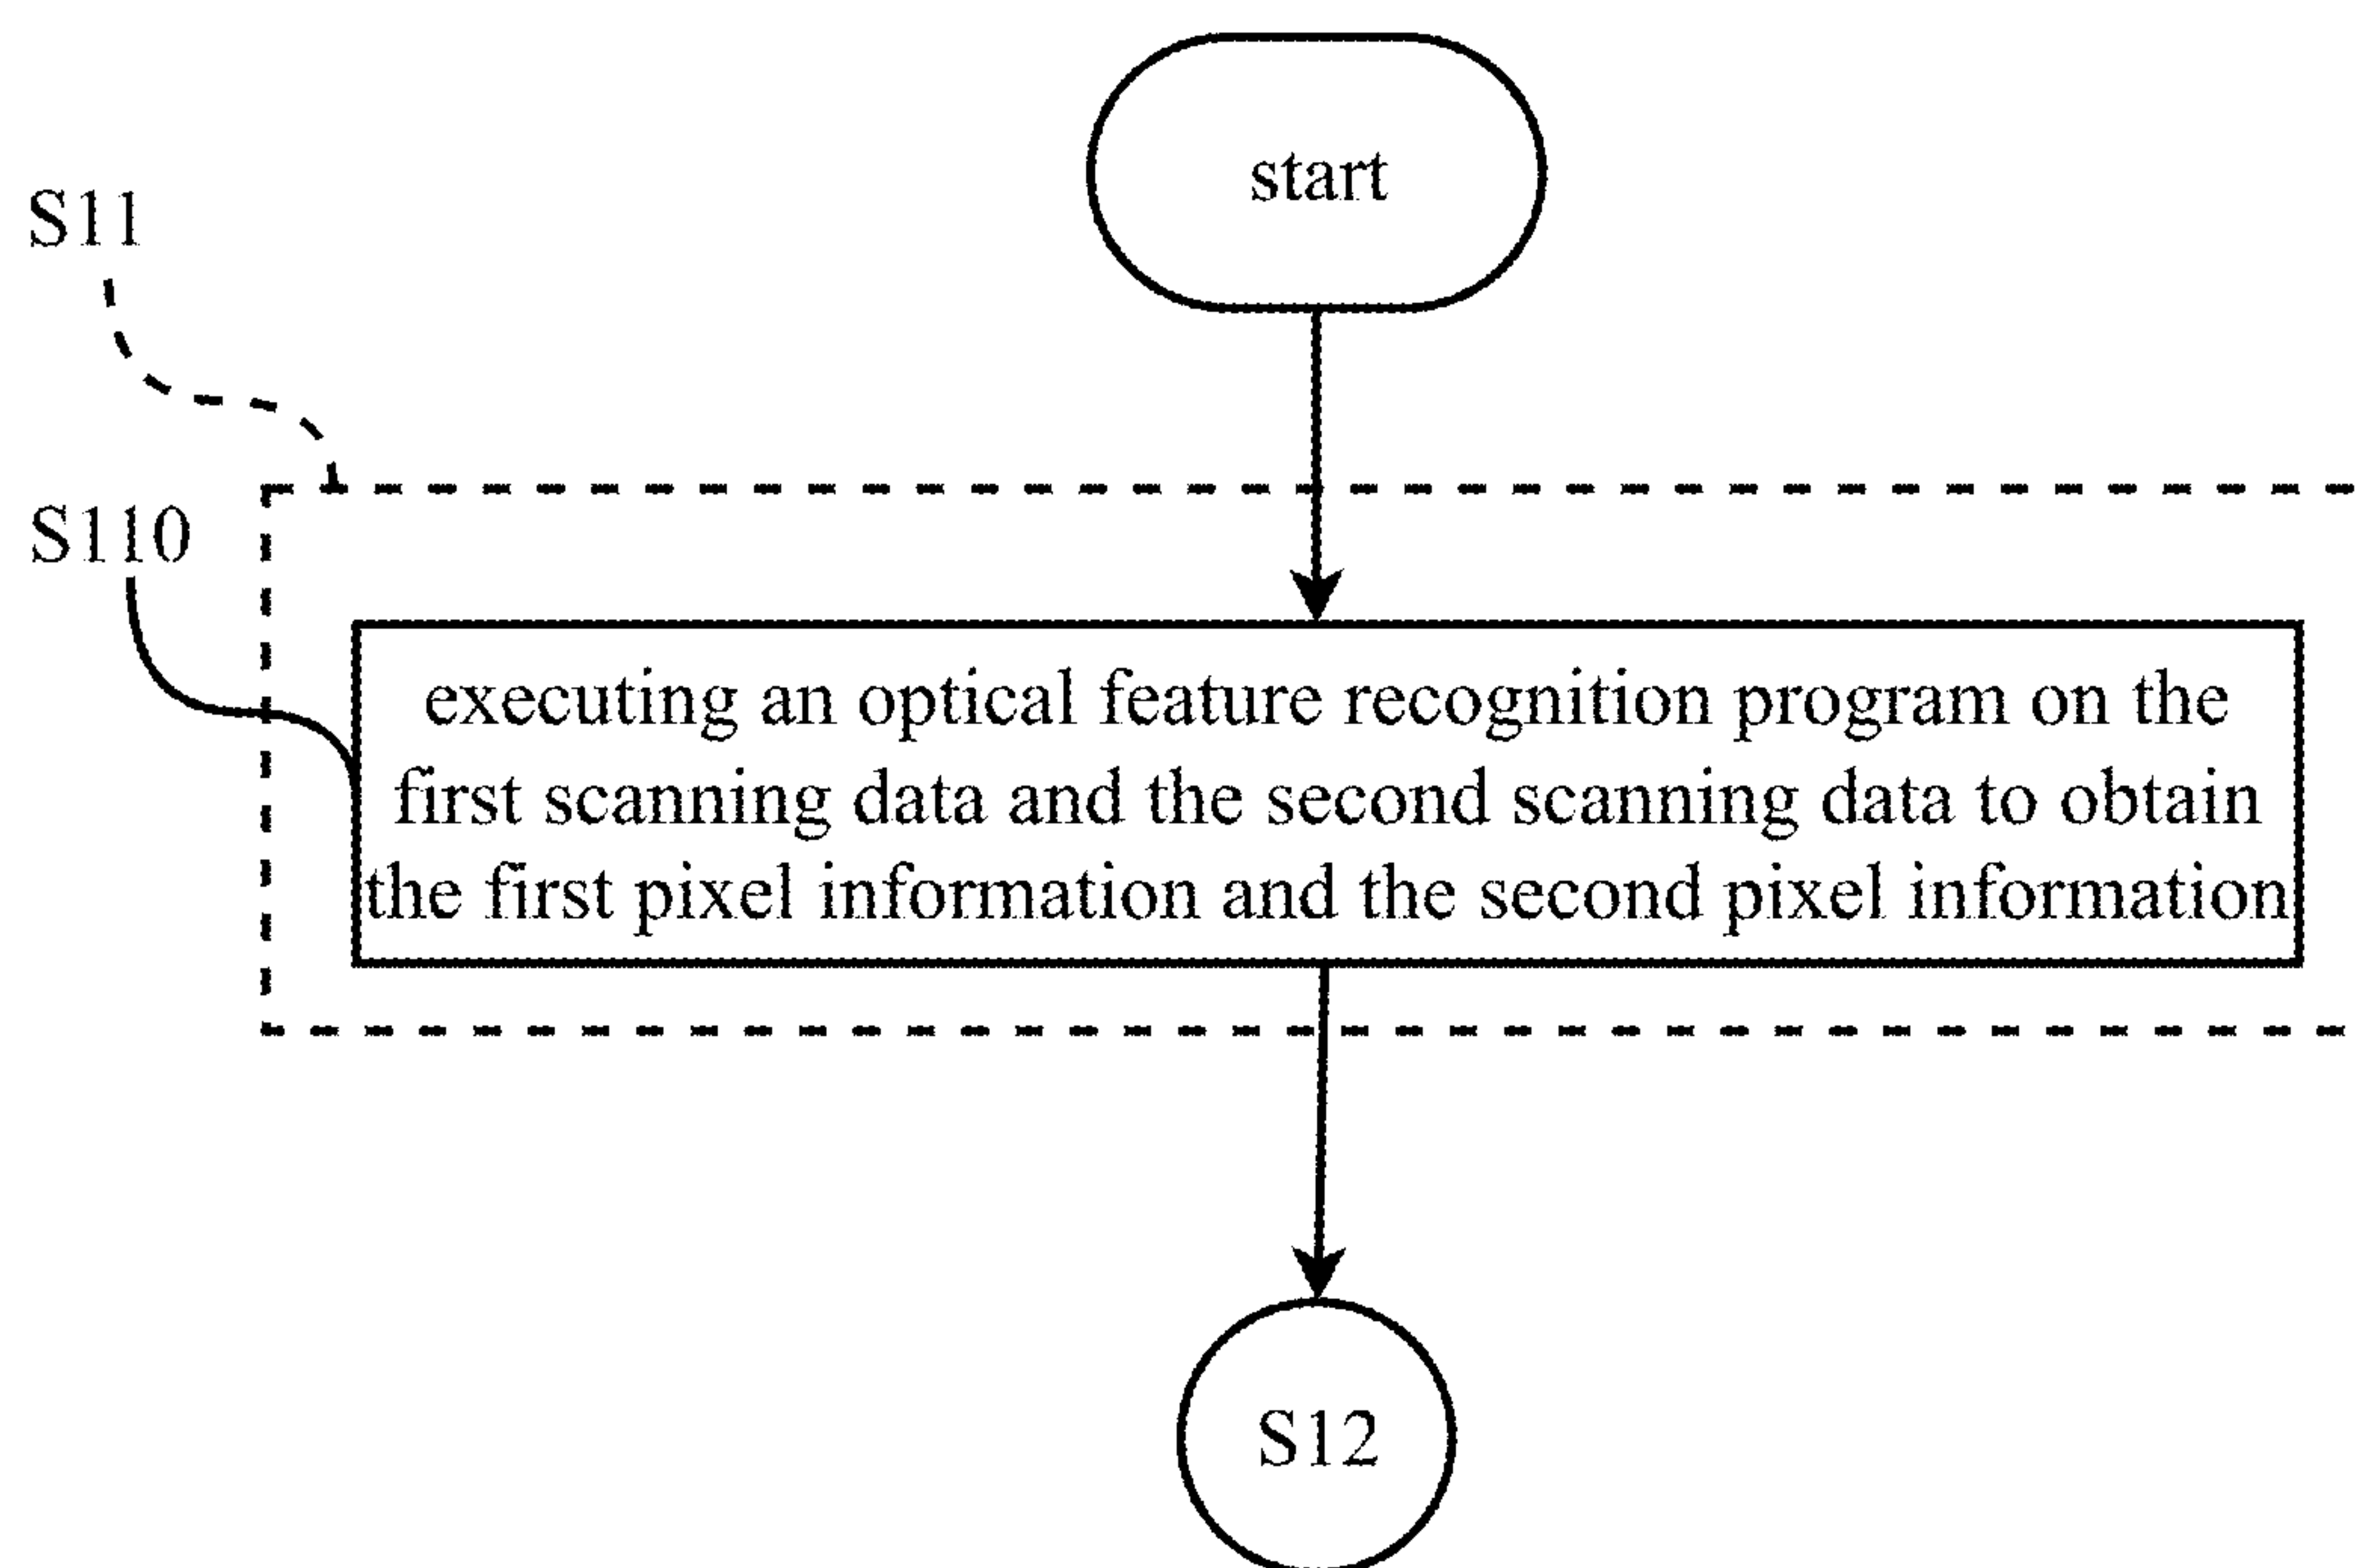 start
S11
S110
executing an optical feature recognition program on the
first scanning data and the second scanning data to obtain
the first pixel information and the second pixel information
S12